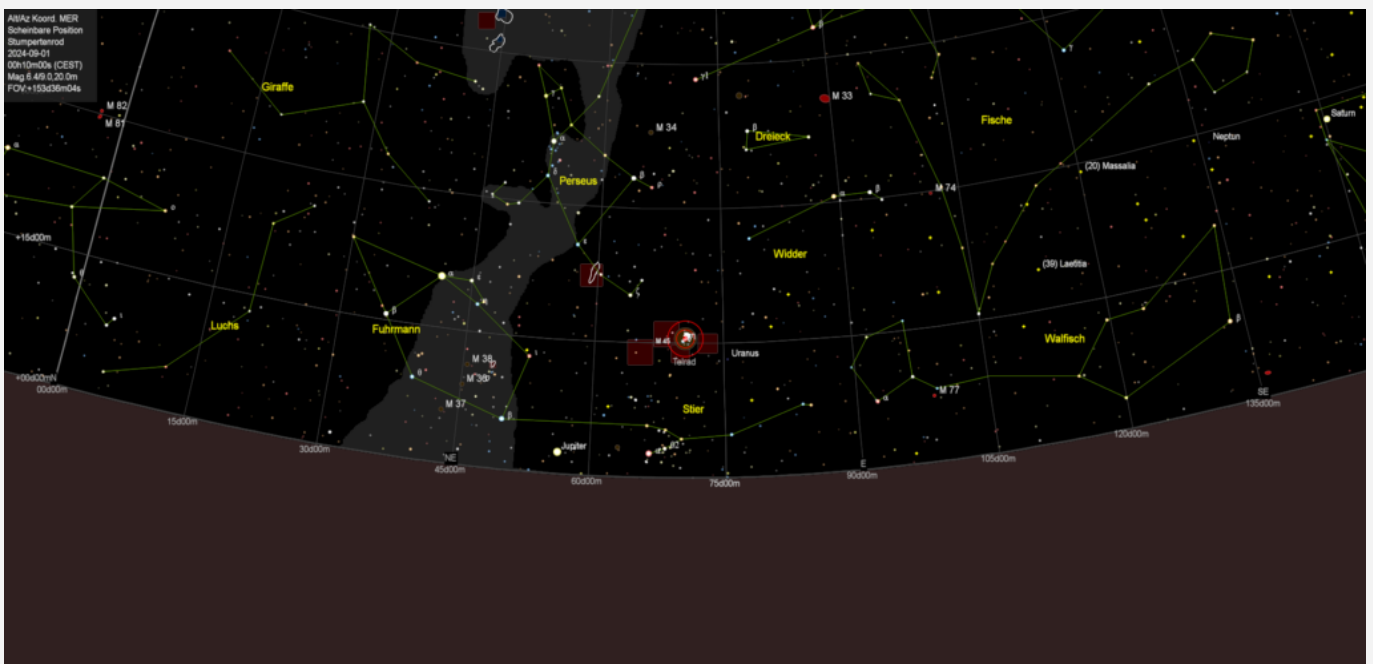 Alt/Az Koord. MER
Scheinbare Position
Stumpertenrod
2024-09-01
00h10m00s (CEST)
Mag:6.4/9.0,20.0m
FOV:+153d36m04s
Giraffe
M 82
M 81
M 33
M 34
Dreieck
Fische
Saturn
Neptun
(20) Massalia
Perseus
M 74
+15d00m
Widder
(39) Laetitia
Luchs
Fuhrmann
M 45
Telrad
Uranus
Walfisch
M 38
M 36
M 37
M 77
Stier
Jupiter
+00d00mN
00d00m
15d00m
30d00m
NE
45d00m
60d00m
75d00m
E
90d00m
105d00m
120d00m
SE
135d00m